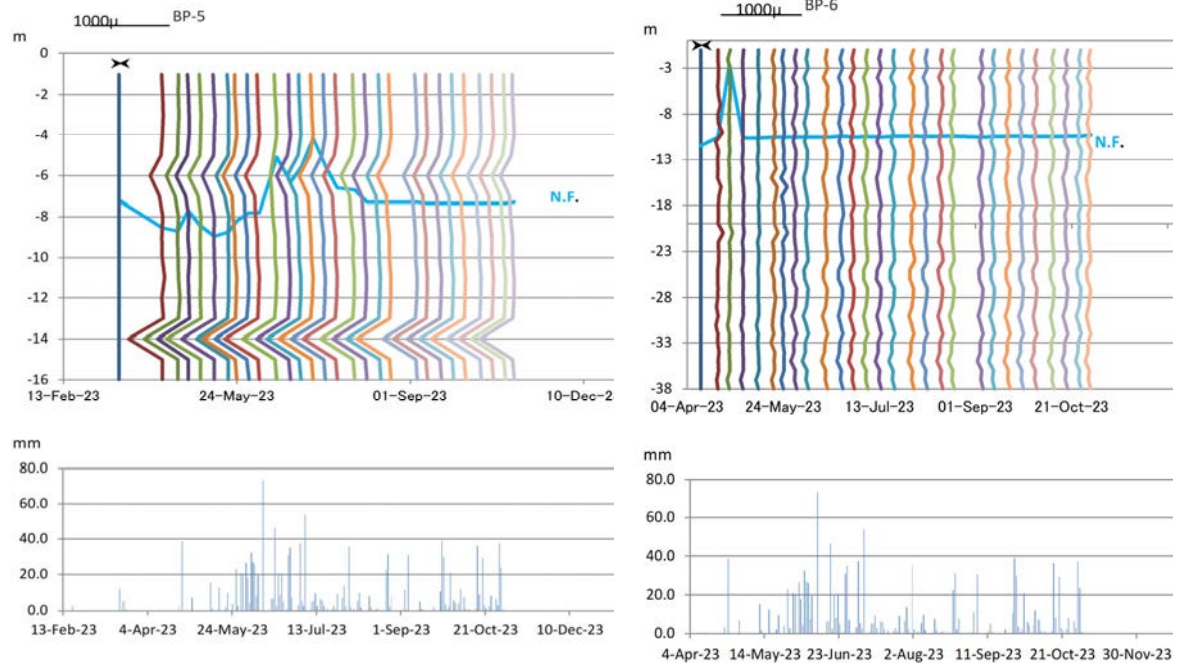 1000μ BP-5
m
0
-2
-4
-6
-8
-10
-12
-14
-16
N.F.
13-Feb-23 24-May-23 01-Sep-23 10-Dec-2
1000μ BP-6
m
-3
-8
-13
-18
-23
-28
-33
-38
N.F.
04-Apr-23 24-May-23 13-Jul-23 01-Sep-23 21-Oct-23
mm
80.0
60.0
40.0
20.0
0.0
13-Feb-23 4-Apr-23 24-May-23 13-Jul-23 1-Sep-23 21-Oct-23 10-Dec-23
mm
80.0
60.0
40.0
20.0
0.0
4-Apr-23 14-May-23 23-Jun-23 2-Aug-23 11-Sep-23 21-Oct-23 30-Nov-23